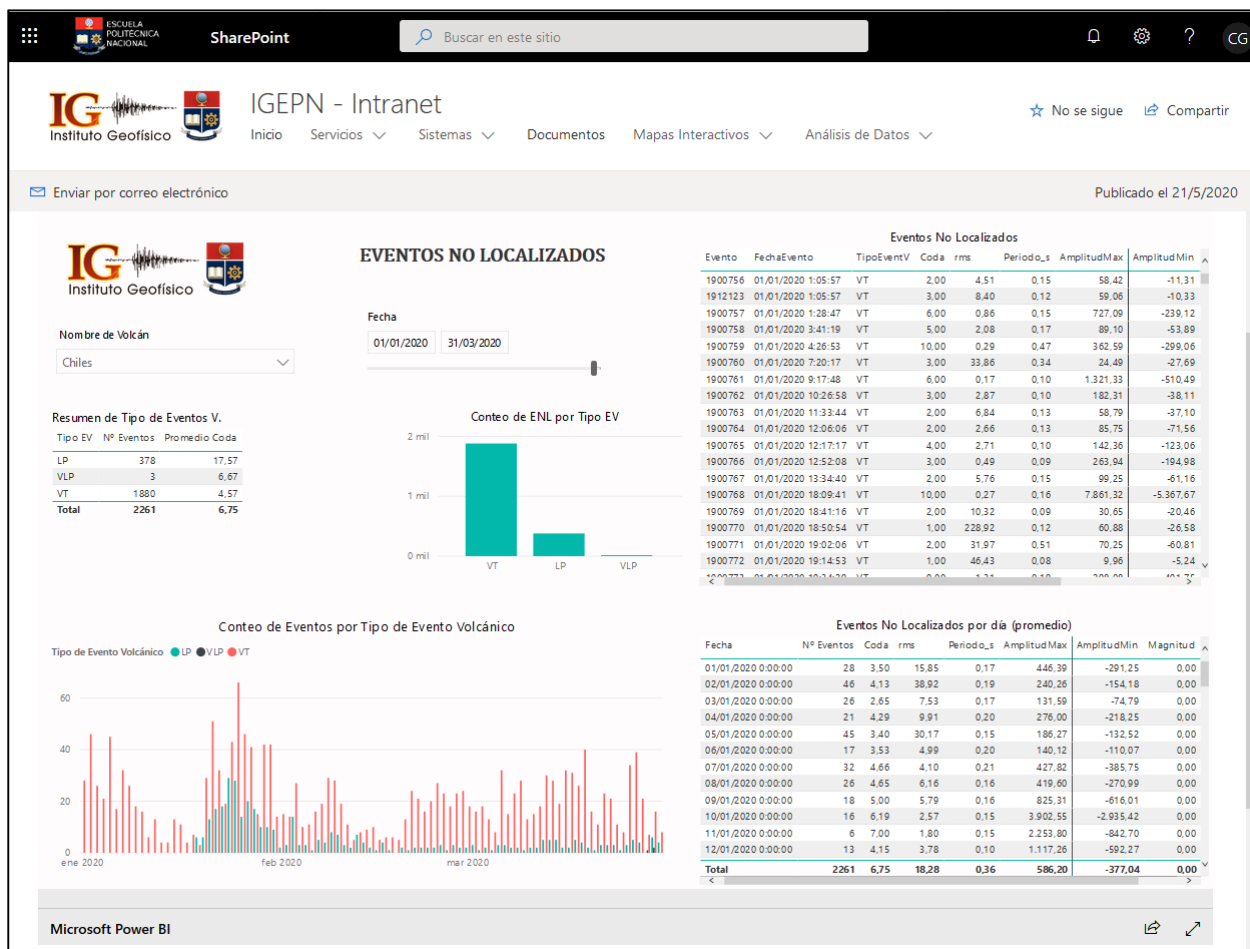 ESCUELA
POLITÉCNICA
NACIONAL
SharePoint
Buscar en este sitio
CG
IG
Instituto Geofísico
IGEPN - Intranet
Inicio Servicios Sistemas Documentos Mapas Interactivos Análisis de Datos
No se sigue Compartir
Enviar por correo electrónico
Publicado el 21/5/2020
IG
Instituto Geofísico
EVENTOS NO LOCALIZADOS
Nombre de Volcán
Chiles
Fecha
01/01/2020 31/03/2020
Resumen de Tipo de Eventos V.
Tipo EV Nº Eventos Promedio Coda
LP 378 17,57
VLP 3 6,67
VT 1880 4,57
Total 2261 6,75
Conteo de ENL por Tipo EV
2 mil
1 mil
0 mil
VT LP VLP
Eventos No Localizados
Evento FechaEvento TipoEventV Coda rms Periodo_s AmplitudMax AmplitudMin
1900756 01/01/2020 1:05:57 VT 2,00 4,51 0,15 58,42 -11,31
1912123 01/01/2020 1:05:57 VT 3,00 8,40 0,12 59,06 -10,33
1900757 01/01/2020 1:28:47 VT 6,00 0,86 0,15 727,09 -239,12
1900758 01/01/2020 3:41:19 VT 5,00 2,08 0,17 89,10 -53,89
1900759 01/01/2020 4:26:53 VT 10,00 0,29 0,47 362,59 -299,06
1900760 01/01/2020 7:20:17 VT 3,00 33,86 0,34 24,49 -27,69
1900761 01/01/2020 9:17:48 VT 6,00 0,17 0,10 1.321,33 -510,49
1900762 01/01/2020 10:26:58 VT 3,00 2,87 0,10 182,31 -38,11
1900763 01/01/2020 11:33:44 VT 2,00 6,84 0,13 58,79 -37,10
1900764 01/01/2020 12:06:06 VT 2,00 2,66 0,13 85,75 -71,56
1900765 01/01/2020 12:17:17 VT 4,00 2,71 0,10 142,36 -123,06
1900766 01/01/2020 12:52:08 VT 3,00 0,49 0,09 263,94 -194,98
1900767 01/01/2020 13:34:40 VT 2,00 5,76 0,15 99,25 -61,16
1900768 01/01/2020 18:09:41 VT 10,00 0,27 0,16 7.861,32 -5.367,67
1900769 01/01/2020 18:41:16 VT 2,00 10,32 0,09 30,65 -20,46
1900770 01/01/2020 18:50:54 VT 1,00 228,92 0,12 60,88 -26,58
1900771 01/01/2020 19:02:06 VT 2,00 31,97 0,51 70,25 -60,81
1900772 01/01/2020 19:14:53 VT 1,00 46,43 0,08 9,96 -5,24
Conteo de Eventos por Tipo de Evento Volcánico
Tipo de Evento Volcánico LP VLP VT
60
40
20
0
ene 2020 feb 2020 mar 2020
Eventos No Localizados por día (promedio)
Fecha Nº Eventos Coda rms Periodo_s AmplitudMax AmplitudMin Magnitud
01/01/2020 0:00:00 28 3,50 15,85 0,17 446,39 -291,25 0,00
02/01/2020 0:00:00 46 4,13 38,92 0,19 240,26 -154,18 0,00
03/01/2020 0:00:00 26 2,65 7,53 0,17 131,59 -74,79 0,00
04/01/2020 0:00:00 21 4,29 9,91 0,20 276,00 -218,25 0,00
05/01/2020 0:00:00 45 3,40 30,17 0,15 186,27 -132,52 0,00
06/01/2020 0:00:00 17 3,53 4,99 0,20 140,12 -110,07 0,00
07/01/2020 0:00:00 32 4,66 4,10 0,21 427,82 -385,75 0,00
08/01/2020 0:00:00 26 4,65 6,16 0,16 419,60 -270,99 0,00
09/01/2020 0:00:00 18 5,00 5,79 0,16 825,31 -616,01 0,00
10/01/2020 0:00:00 16 6,19 2,57 0,15 3.902,55 -2.935,42 0,00
11/01/2020 0:00:00 6 7,00 1,80 0,15 2.253,80 -842,70 0,00
12/01/2020 0:00:00 13 4,15 3,78 0,10 1.117,26 -592,27 0,00
Total 2261 6,75 18,28 0,36 586,20 -377,04 0,00
Microsoft Power BI